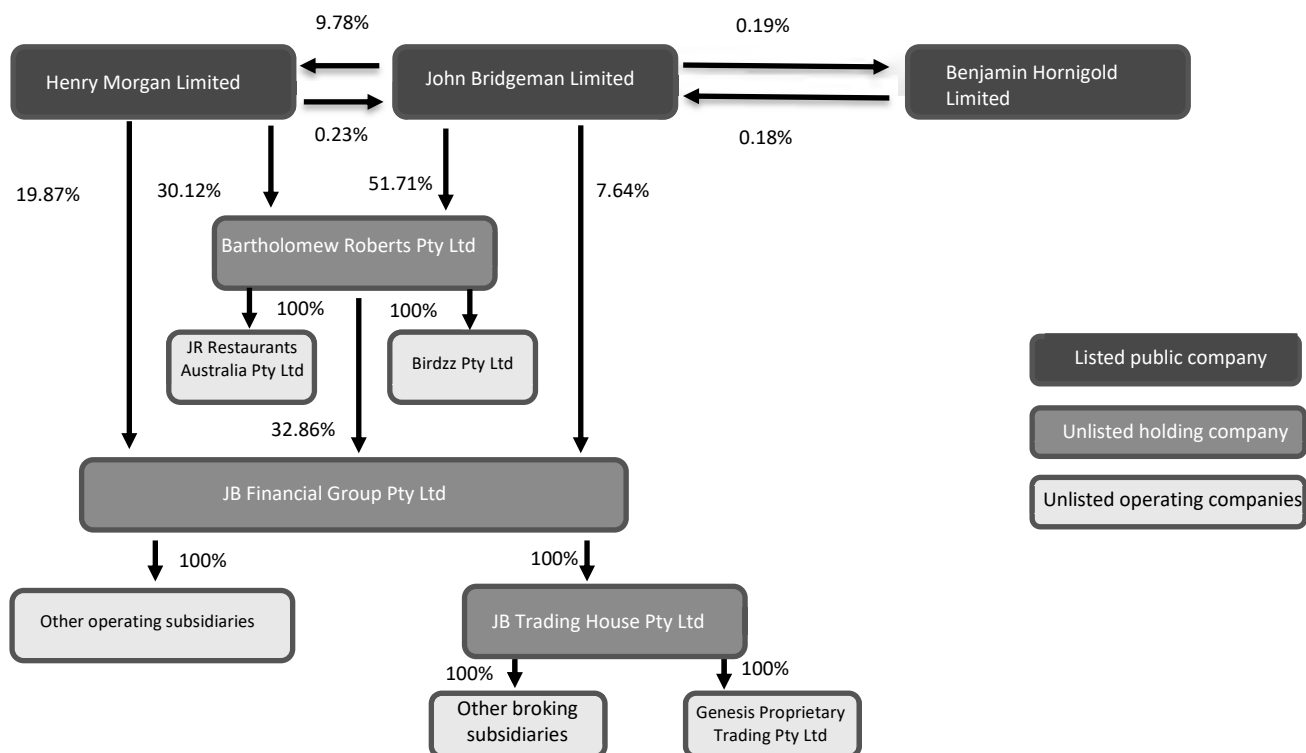 9.78%
0.19%
Henry Morgan Limited
John Bridgeman Limited
Benjamin Hornigold
Limited
0.23%
0.18%
19.87%
30.12%
51.71%
7.64%
Bartholomew Roberts Pty Ltd
100%
100%
JR Restaurants
Australia Pty Ltd
Birdzz Pty Ltd
Listed public company
32.86%
Unlisted holding company
JB Financial Group Pty Ltd
Unlisted operating companies
100%
100%
Other operating subsidiaries
JB Trading House Pty Ltd
100%
100%
Other broking
subsidiaries
Genesis Proprietary
Trading Pty Ltd